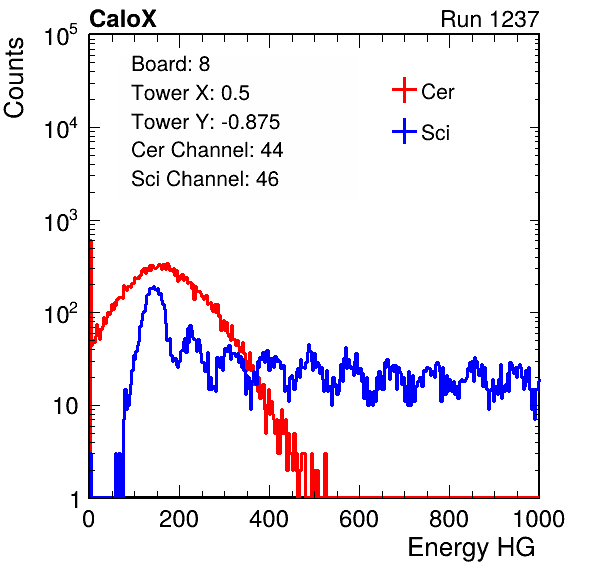 CaloX Run 1237
Counts
10^5
10^4
10^3
10^2
10
1
Board: 8
Tower X: 0.5
Tower Y: -0.875
Cer Channel: 44
Sci Channel: 46
Cer
Sci
0 200 400 600 800 1000
Energy HG